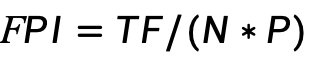 FPI = TF/(N * P)